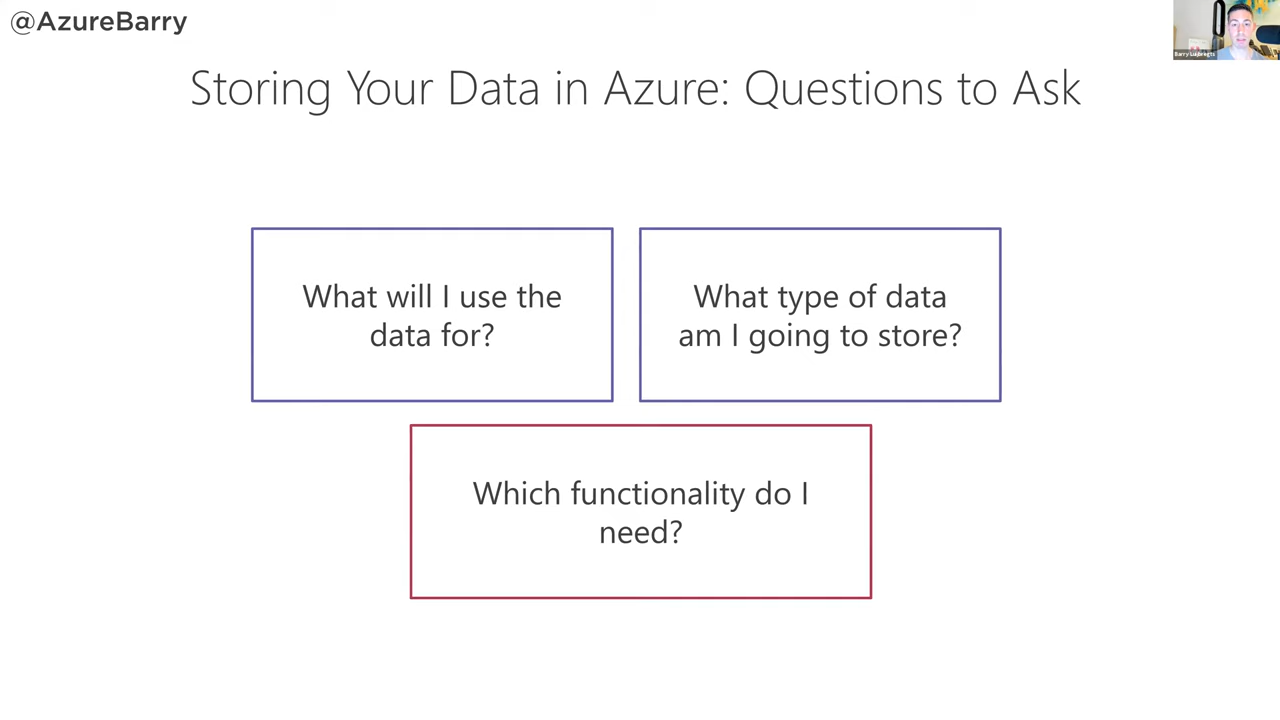 @AzureBarry
Storing Your Data in Azure: Questions to Ask
What will I use the
data for?
What type of data
am I going to store?
Which functionality do I
need?